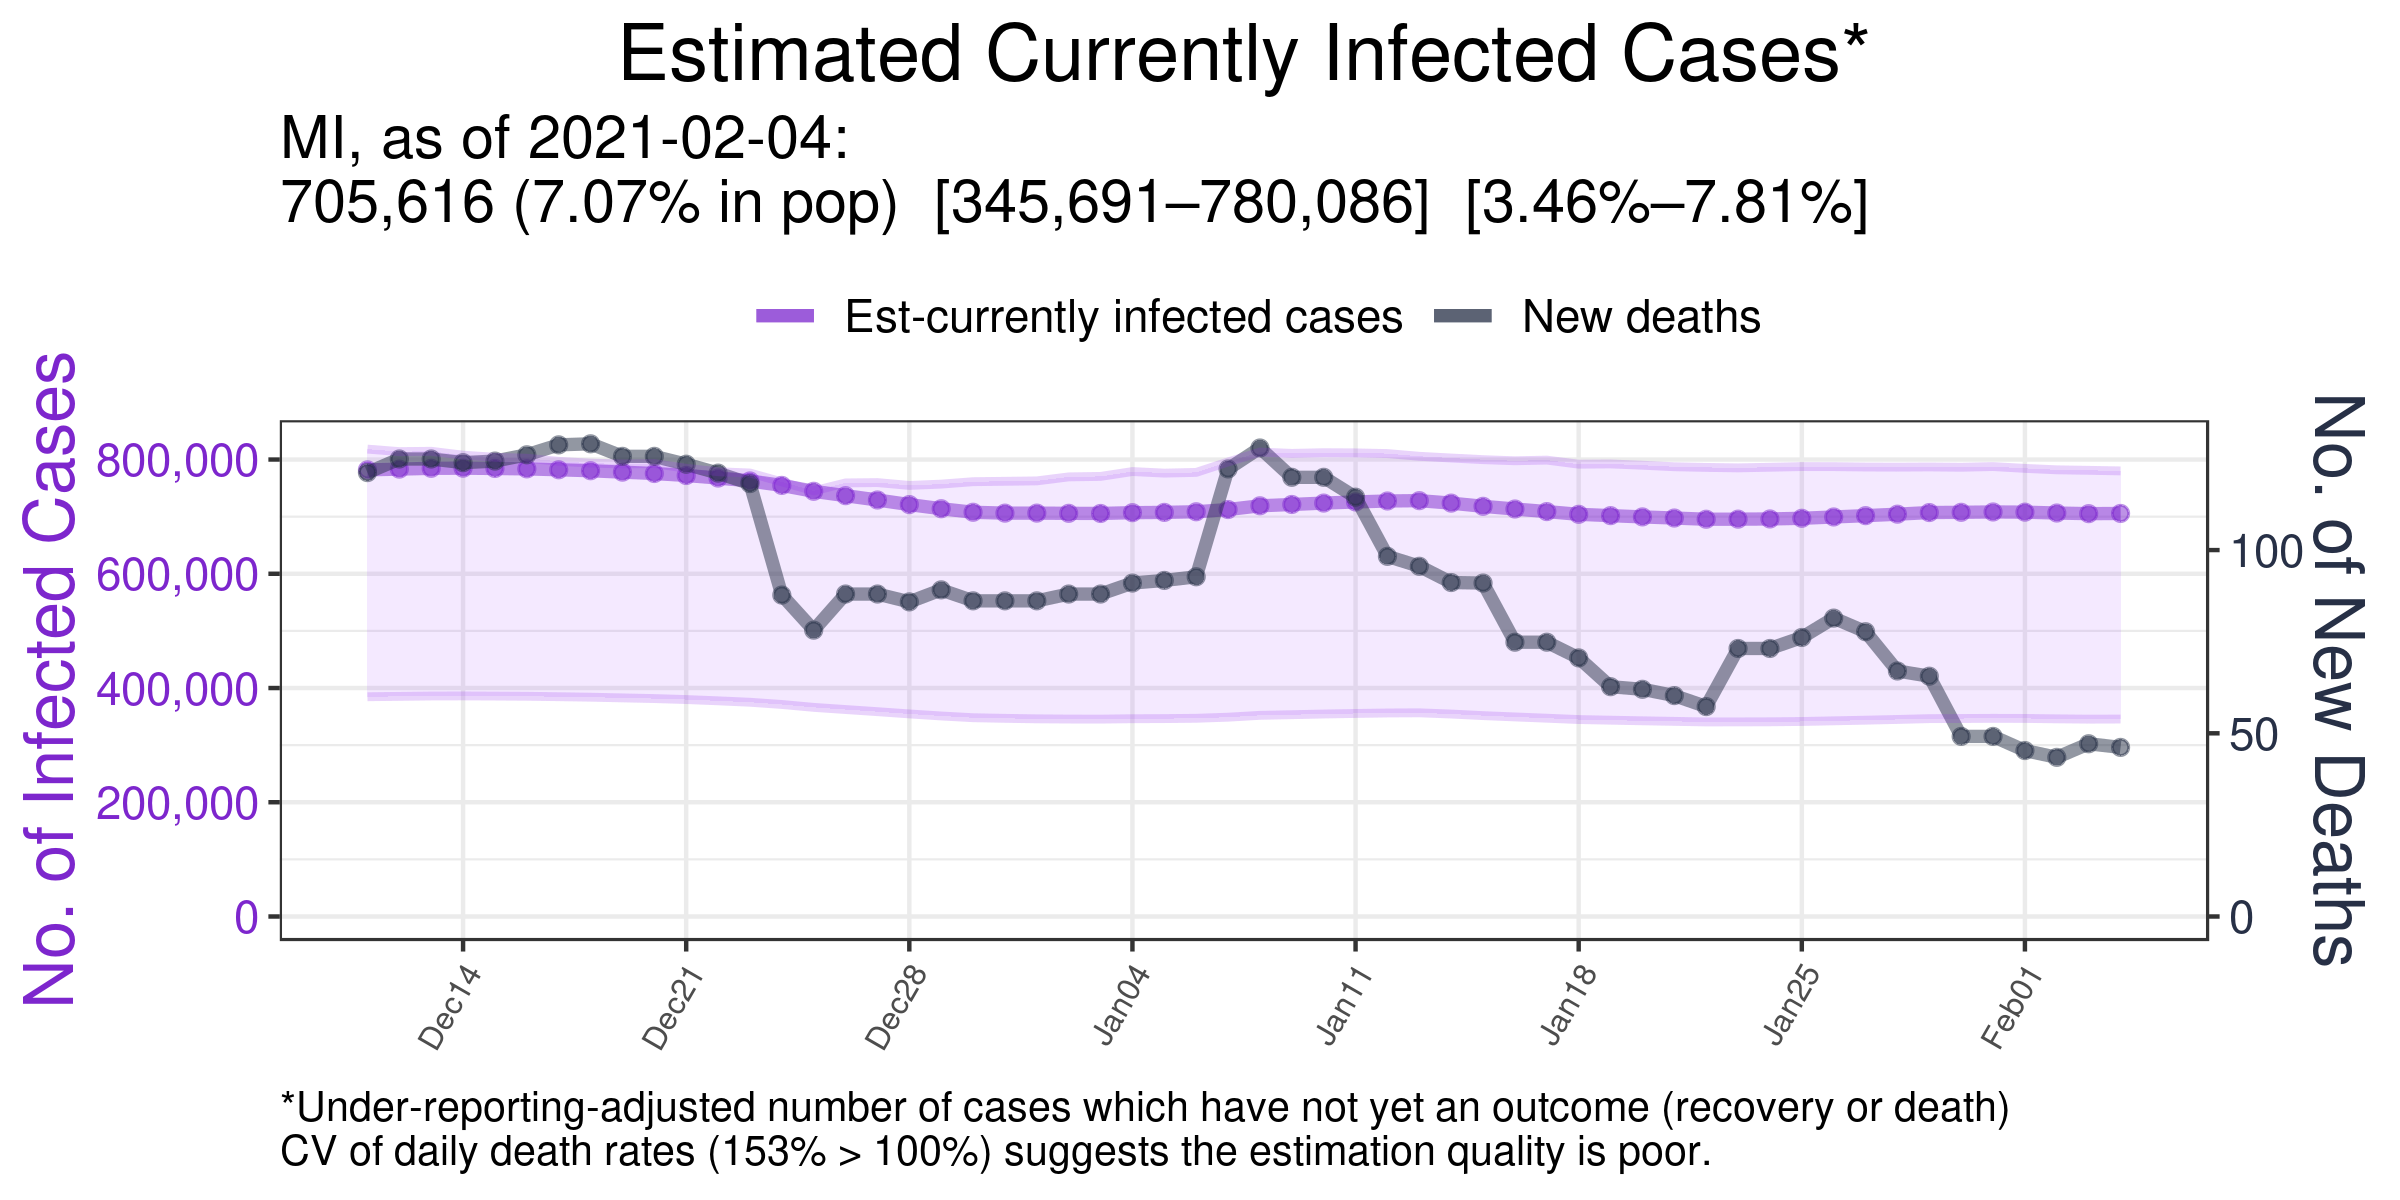 Estimated Currently Infected Cases*
MI, as of 2021-02-04:
705,616 (7.07% in pop)  [345,691–780,086]  [3.46%–7.81%]
Est-currently infected cases
New deaths
No. of Infected Cases
800,000
600,000
400,000
200,000
0
No. of New Deaths
100
50
0
Dec14
Dec21
Dec28
Jan04
Jan11
Jan18
Jan25
Feb01
*Under-reporting-adjusted number of cases which have not yet an outcome (recovery or death)
CV of daily death rates (153% > 100%) suggests the estimation quality is poor.